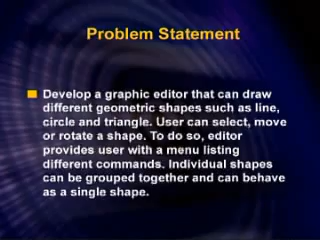 Problem Statement
Develop a graphic editor that can draw
different geometric shapes such as line,
circle and triangle. User can select, move
or rotate a shape. To do so, editor
provides user with a menu listing
different commands. Individual shapes
can be grouped together and can behave
as a single shape.